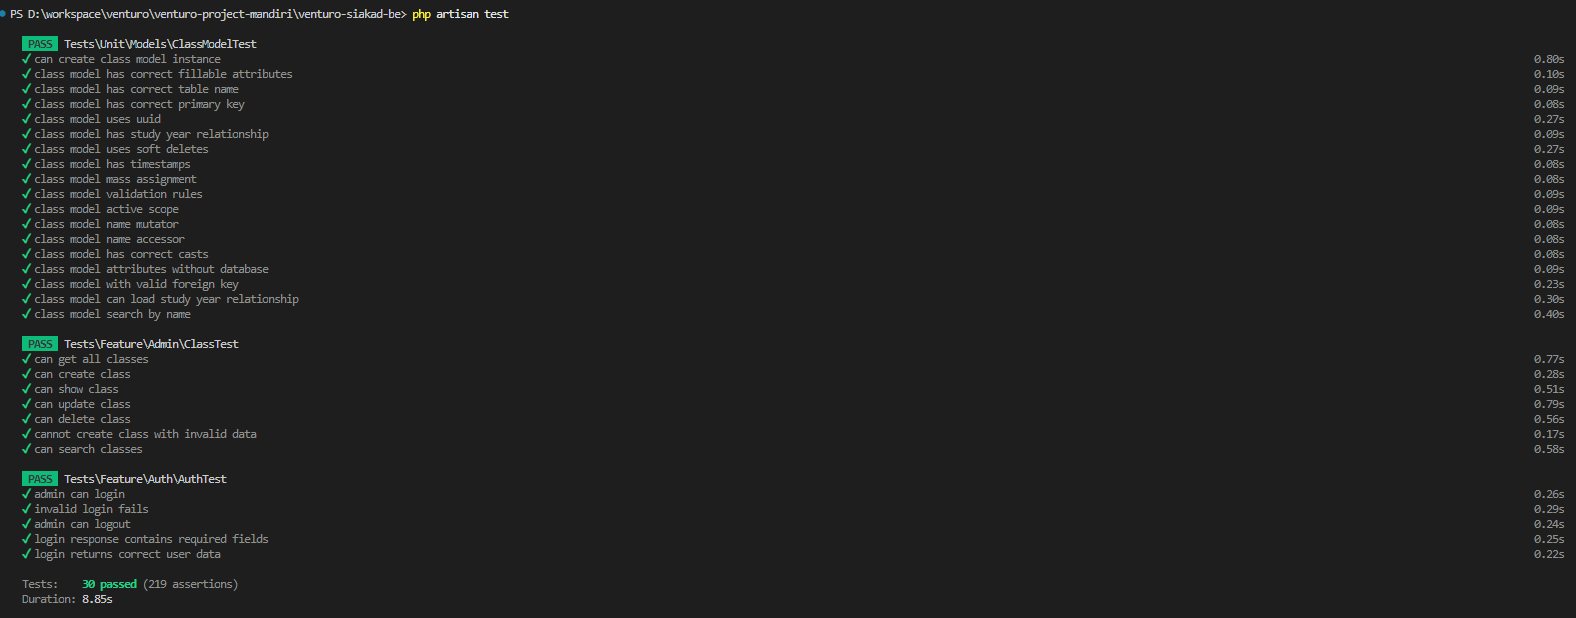 PS D:\workspace\venturo\venturo-project-mandiri\venturo-siakad-be> php artisan test
PASS Tests\Unit\Models\ClassModelTest
✓ can create class model instance 0.80s
✓ class model has correct fillable attributes 0.10s
✓ class model has correct table name 0.09s
✓ class model has correct primary key 0.08s
✓ class model uses uuid 0.27s
✓ class model has study year relationship 0.09s
✓ class model uses soft deletes 0.27s
✓ class model has timestamps 0.08s
✓ class model mass assignment 0.08s
✓ class model validation rules 0.09s
✓ class model active scope 0.09s
✓ class model name mutator 0.08s
✓ class model name accessor 0.08s
✓ class model has correct casts 0.08s
✓ class model attributes without database 0.09s
✓ class model with valid foreign key 0.23s
✓ class model can load study year relationship 0.30s
✓ class model search by name 0.40s
PASS Tests\Feature\Admin\ClassTest
✓ can get all classes 0.77s
✓ can create class 0.28s
✓ can show class 0.51s
✓ can update class 0.79s
✓ can delete class 0.56s
✓ cannot create class with invalid data 0.17s
✓ can search classes 0.58s
PASS Tests\Feature\Auth\AuthTest
✓ admin can login 0.26s
✓ invalid login fails 0.29s
✓ admin can logout 0.24s
✓ login response contains required fields 0.25s
✓ login returns correct user data 0.22s
Tests: 30 passed (219 assertions)
Duration: 8.85s